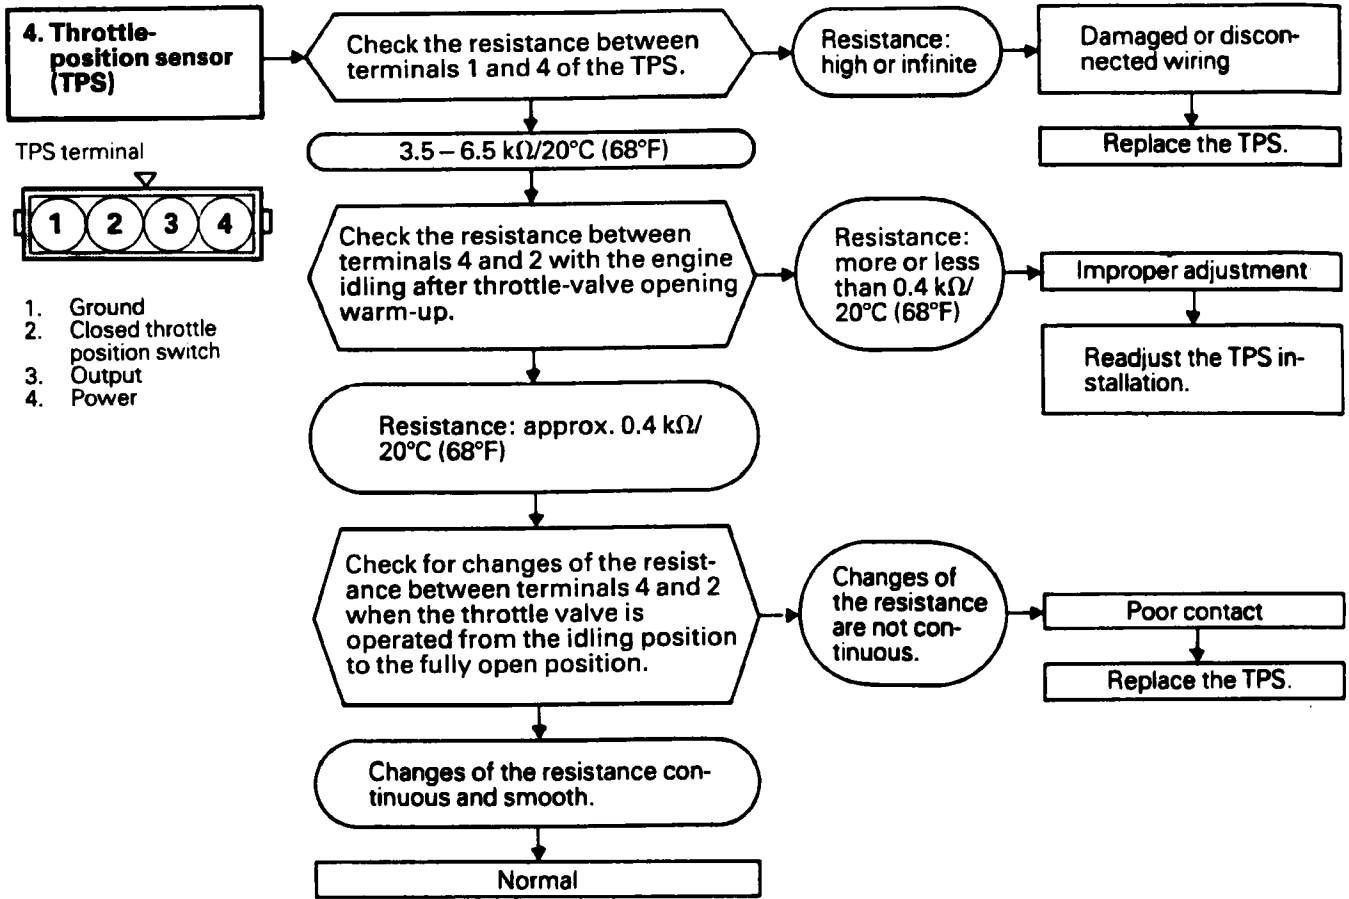 4. Throttle-
position sensor
(TPS)
Check the resistance between
terminals 1 and 4 of the TPS.
Resistance:
high or infinite
Damaged or discon-
nected wiring
Replace the TPS.
3.5 – 6.5 kΩ/20°C (68°F)
TPS terminal
1 2 3 4
1. Ground
2. Closed throttle
position switch
3. Output
4. Power
Check the resistance between
terminals 4 and 2 with the engine
idling after throttle-valve opening
warm-up.
Resistance:
more or less
than 0.4 kΩ/
20°C (68°F)
Improper adjustment
Readjust the TPS in-
stallation.
Resistance: approx. 0.4 kΩ/
20°C (68°F)
Check for changes of the resist-
ance between terminals 4 and 2
when the throttle valve is
operated from the idling position
to the fully open position.
Changes of
the resistance
are not con-
tinuous.
Poor contact
Replace the TPS.
Changes of the resistance con-
tinuous and smooth.
Normal